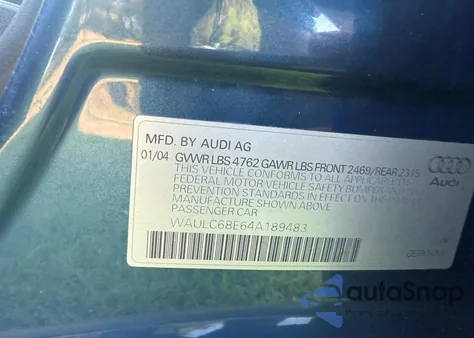 MFD. BY AUDI AG
01/04 GVWR LBS 4762 GAWR LBS FRONT 2469/REAR 2315
THIS VEHICLE CONFORMS TO ALL APPLICABLE
FEDERAL MOTOR VEHICLE SAFETY BUMPER AND
PREVENTION STANDARDS IN EFFECT ON THE
MANUFACTURE SHOWN ABOVE.
PASSENGER CAR
WAULC68E64A189483
Audi
autoSnap